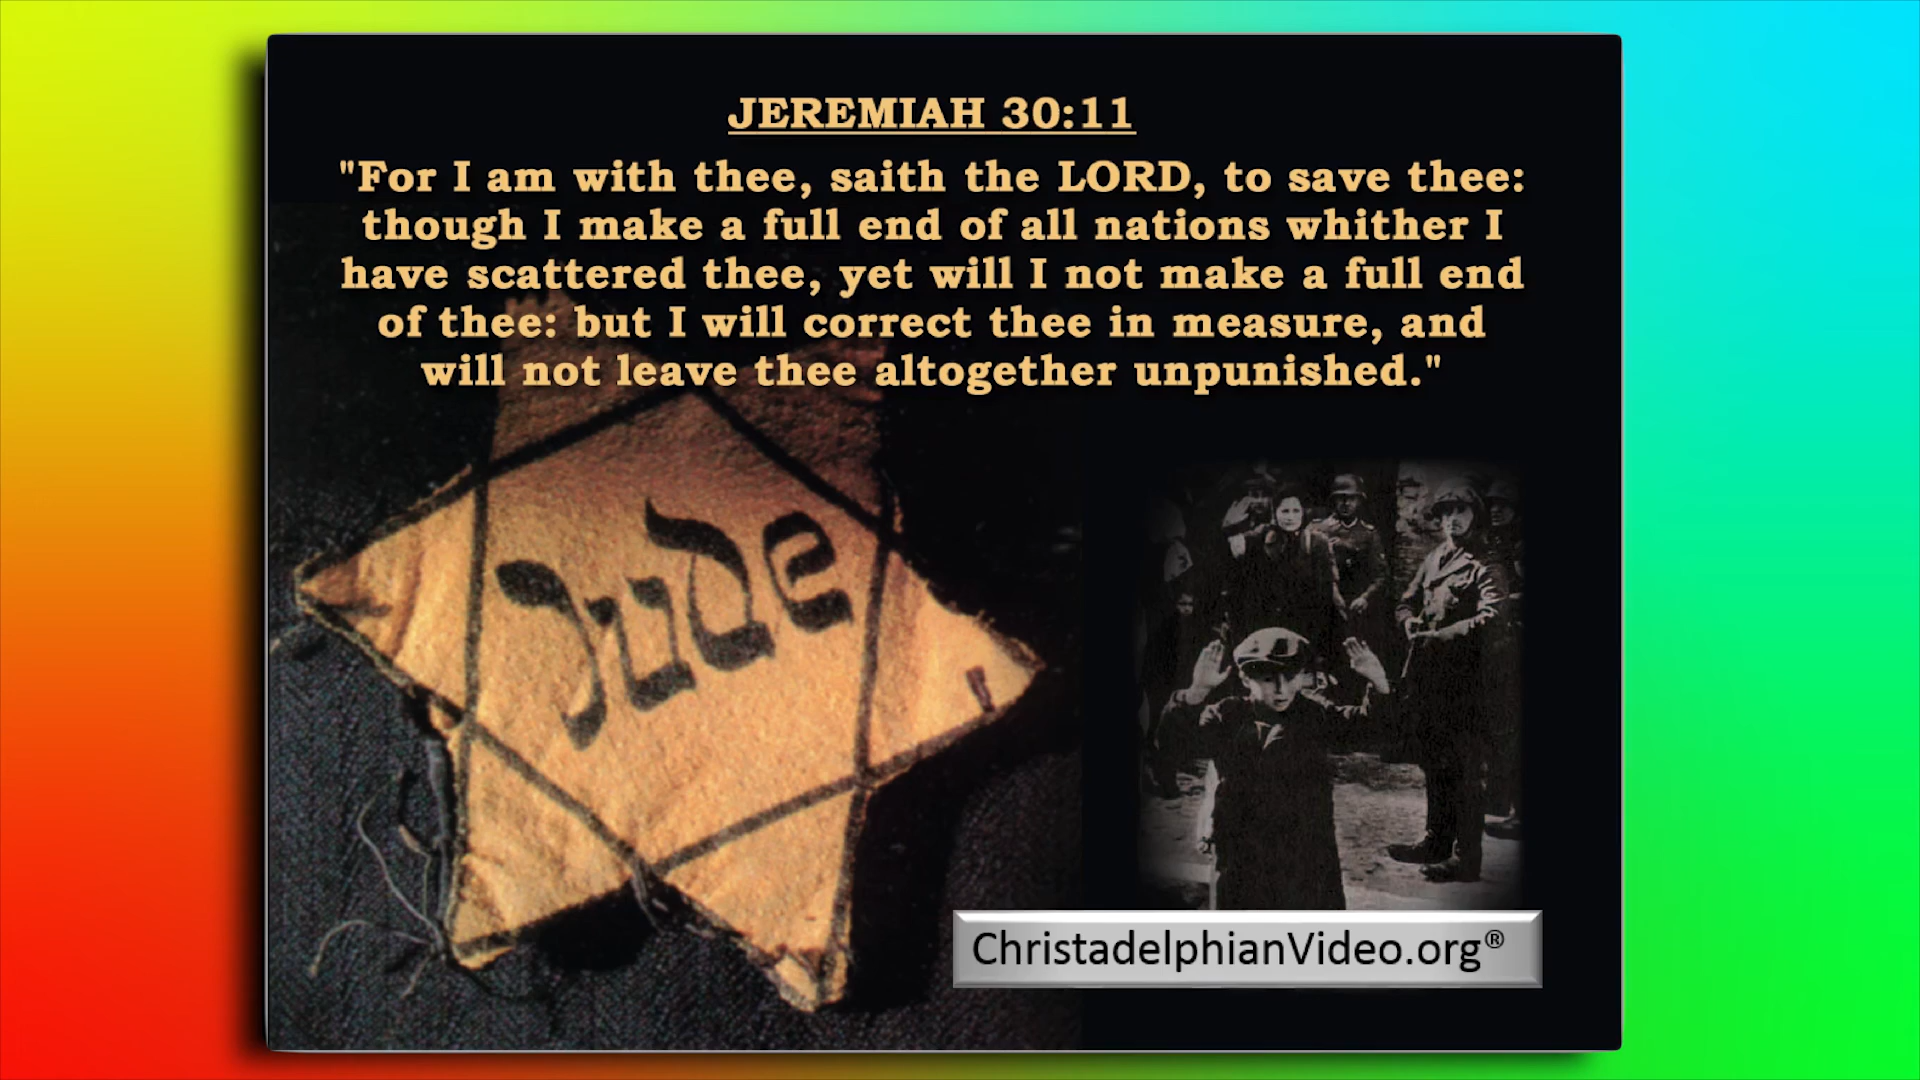 JEREMIAH 30:11
"For I am with thee, saith the LORD, to save thee:
though I make a full end of all nations whither I
have scattered thee, yet will I not make a full end
of thee: but I will correct thee in measure, and
will not leave thee altogether unpunished."
Jude
ChristadelphianVideo.org®